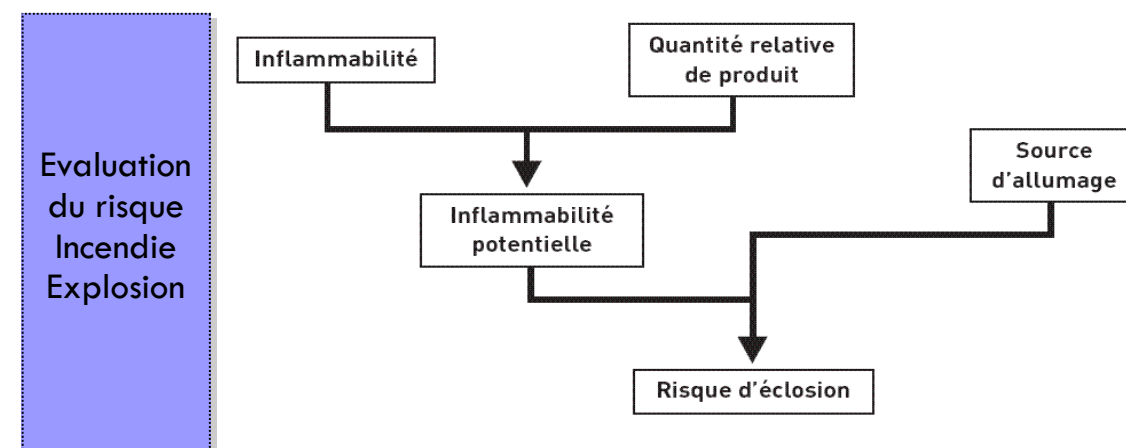 Evaluation
du risque
Incendie
Explosion
Inflammabilité
Quantité relative
de produit
Source
d'allumage
Inflammabilité
potentielle
Risque d'éclosion